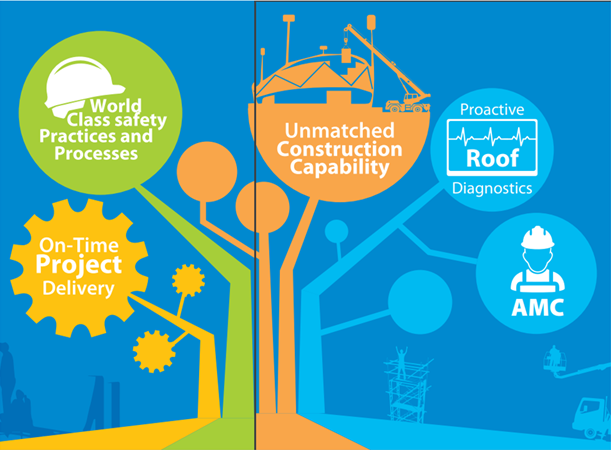 World
Class safety
Practices and
Processes
On-Time
Project
Delivery
Unmatched
Construction
Capability
Proactive
Roof
Diagnostics
AMC